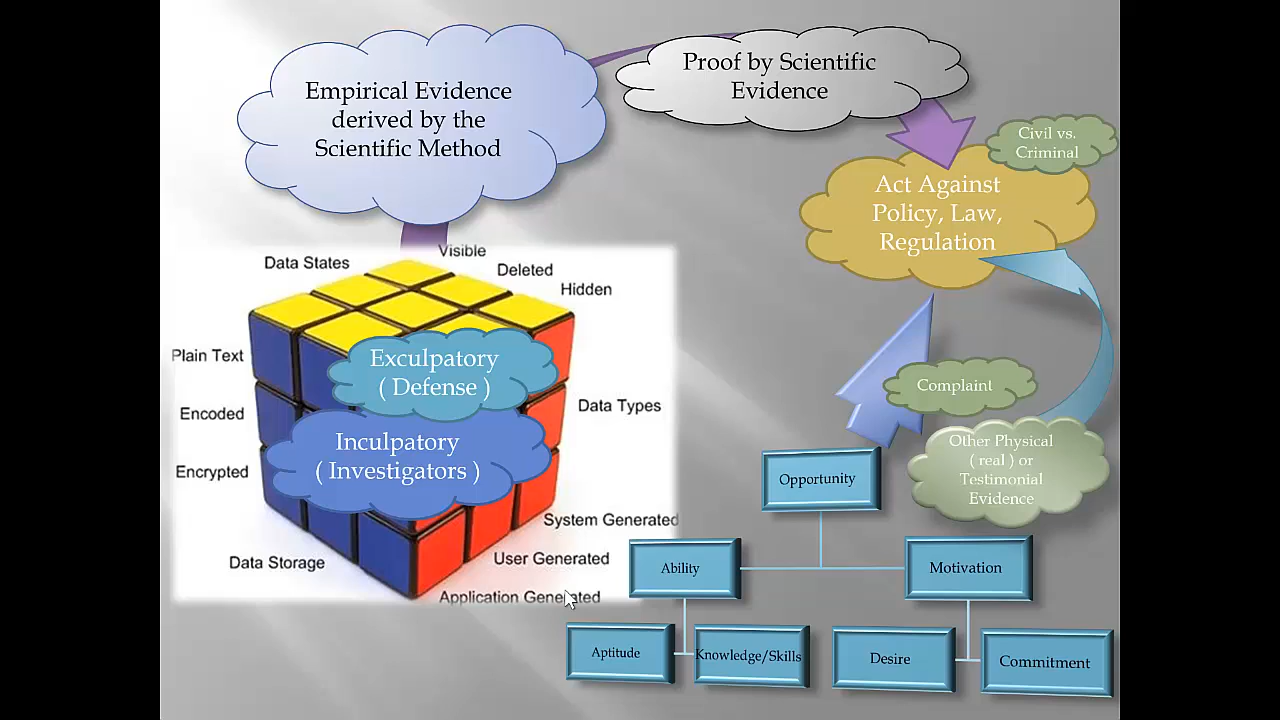 Empirical Evidence
derived by the
Scientific Method
Proof by Scientific
Evidence
Civil vs.
Criminal
Act Against
Policy, Law,
Regulation
Data States
Visible
Deleted
Hidden
Plain Text
Encoded
Encrypted
Exculpatory
( Defense )
Inculpatory
( Investigators )
Data Types
System Generated
User Generated
Application Generated
Data Storage
Complaint
Other Physical
( real ) or
Testimonial
Evidence
Opportunity
Ability
Motivation
Aptitude
Knowledge/Skills
Desire
Commitment